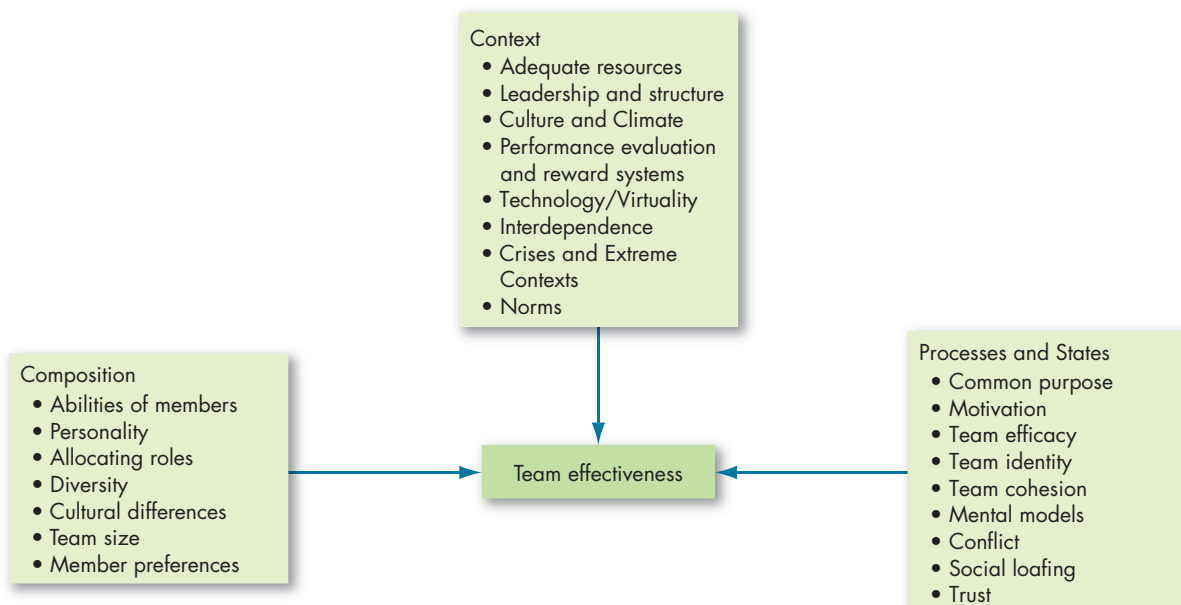 Context
• Adequate resources
• Leadership and structure
• Culture and Climate
• Performance evaluation
and reward systems
• Technology/Virtuality
• Interdependence
• Crises and Extreme
Contexts
• Norms
Composition
• Abilities of members
• Personality
• Allocating roles
• Diversity
• Cultural differences
• Team size
• Member preferences
Team effectiveness
Processes and States
• Common purpose
• Motivation
• Team efficacy
• Team identity
• Team cohesion
• Mental models
• Conflict
• Social loafing
• Trust